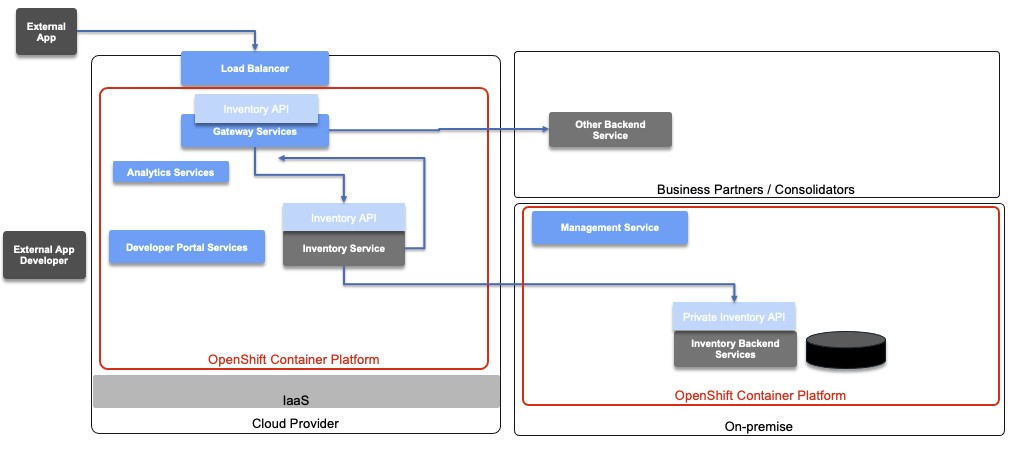 External
App
Load Balancer
Inventory API
Gateway Services
Analytics Services
Inventory API
Inventory Service
Developer Portal Services
External App
Developer
OpenShift Container Platform
IaaS
Cloud Provider
Other Backend
Service
Business Partners / Consolidators
Management Service
Private Inventory API
Inventory Backend
Services
OpenShift Container Platform
On-premise